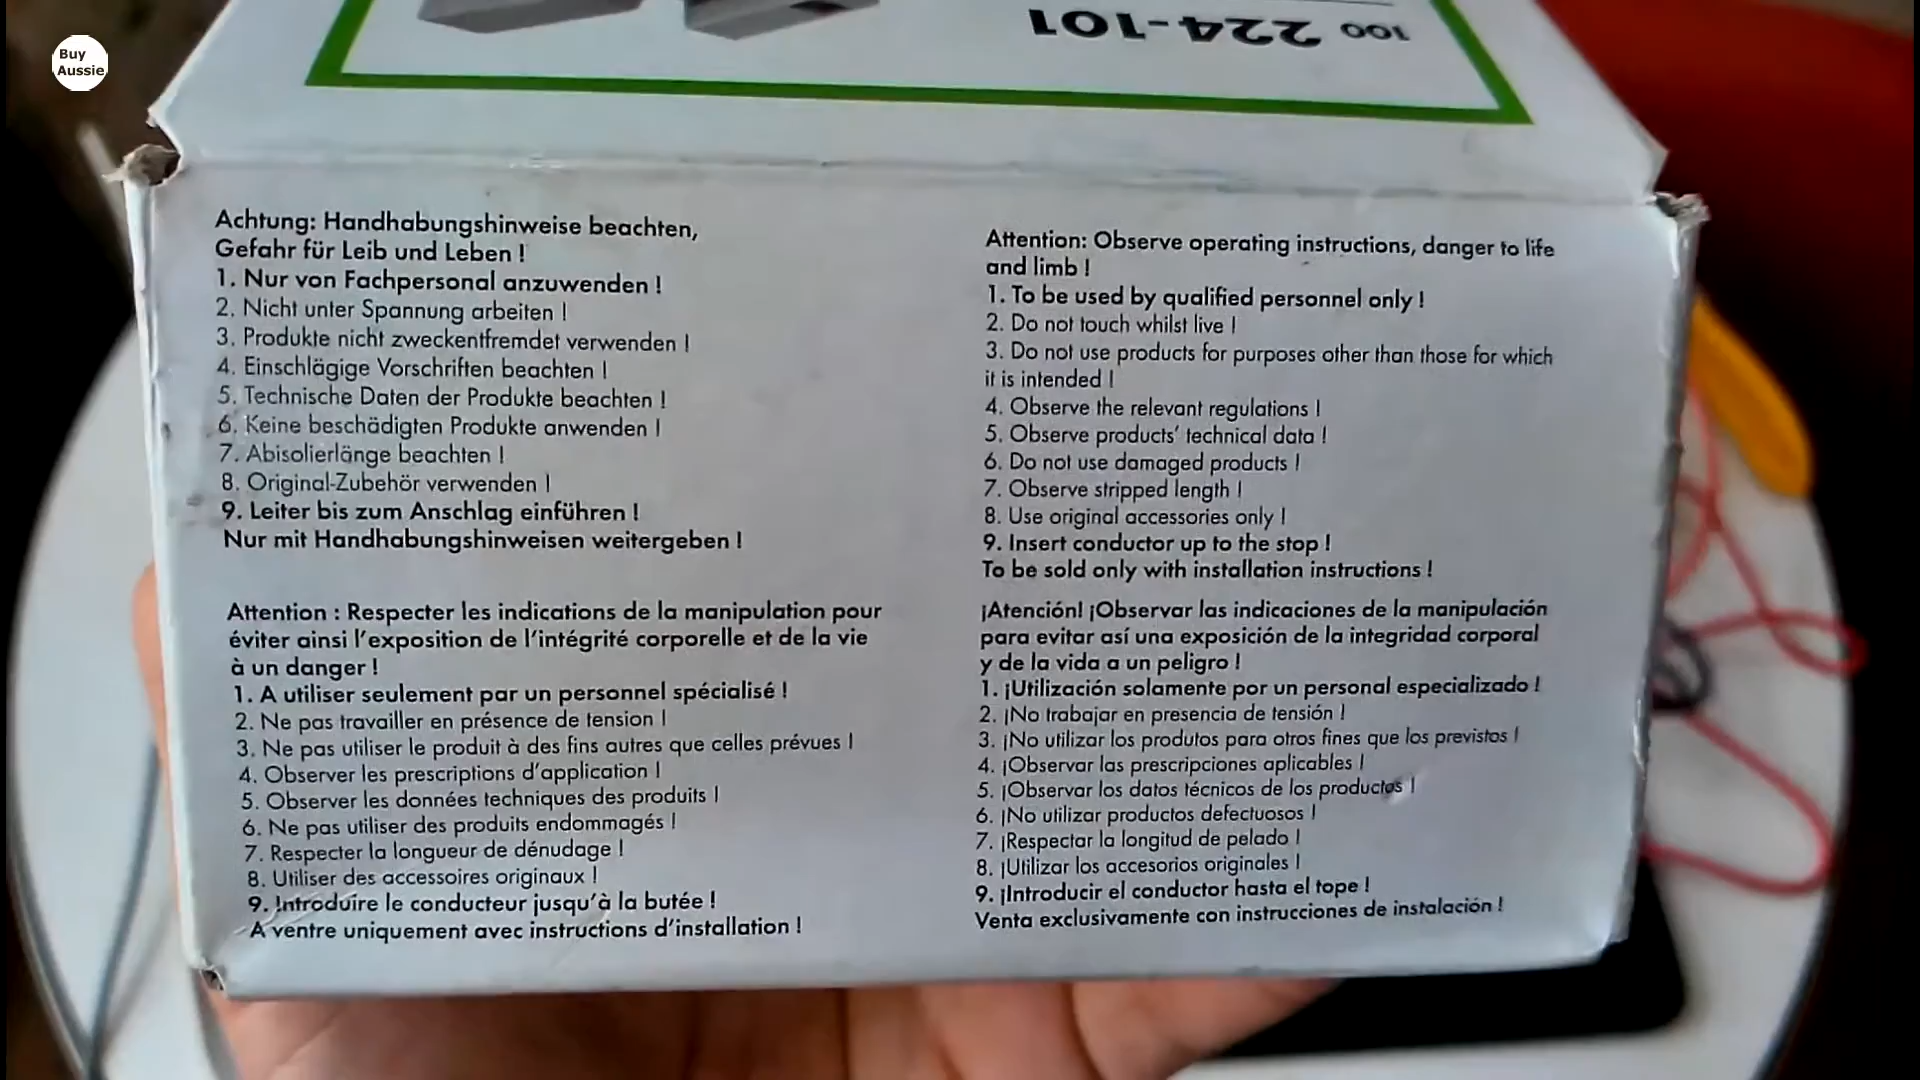 Buy
Aussie
100 224-101
Achtung: Handhabungshinweise beachten,
Gefahr für Leib und Leben !
1. Nur von Fachpersonal anzuwenden !
2. Nicht unter Spannung arbeiten !
3. Produkte nicht zweckentfremdet verwenden !
4. Einschlägige Vorschriften beachten !
5. Technische Daten der Produkte beachten !
6. Keine beschädigten Produkte anwenden !
7. Abisolierlänge beachten !
8. Original-Zubehör verwenden !
9. Leiter bis zum Anschlag einführen !
Nur mit Handhabungshinweisen weitergeben !
Attention: Observe operating instructions, danger to life
and limb !
1. To be used by qualified personnel only !
2. Do not touch whilst live !
3. Do not use products for purposes other than those for which
it is intended !
4. Observe the relevant regulations !
5. Observe products' technical data !
6. Do not use damaged products !
7. Observe stripped length !
8. Use original accessories only !
9. Insert conductor up to the stop !
To be sold only with installation instructions !
Attention : Respecter les indications de la manipulation pour
éviter ainsi l'exposition de l'intégrité corporelle et de la vie
à un danger !
1. A utiliser seulement par un personnel spécialisé !
2. Ne pas travailler en présence de tension !
3. Ne pas utiliser le produit à des fins autres que celles prévues !
4. Observer les prescriptions d'application !
5. Observer les données techniques des produits !
6. Ne pas utiliser des produits endommagés !
7. Respecter la longueur de dénudage !
8. Utiliser des accessoires originaux !
9. Introduire le conducteur jusqu'à la butée !
A ventre uniquement avec instructions d'installation !
¡Atención! ¡Observar las indicaciones de la manipulación
para evitar así una exposición de la integridad corporal
y de la vida a un peligro !
1. ¡Utilización solamente por un personal especializado !
2. ¡No trabajar en presencia de tensión !
3. ¡No utilizar los produtos para otros fines que los previstos !
4. ¡Observar las prescripciones aplicables !
5. ¡Observar los datos técnicos de los productos !
6. ¡No utilizar productos defectuosos !
7. ¡Respectar la longitud de pelado !
8. ¡Utilizar los accesorios originales !
9. ¡Introducir el conductor hasta el tope !
Venta exclusivamente con instrucciones de instalación !